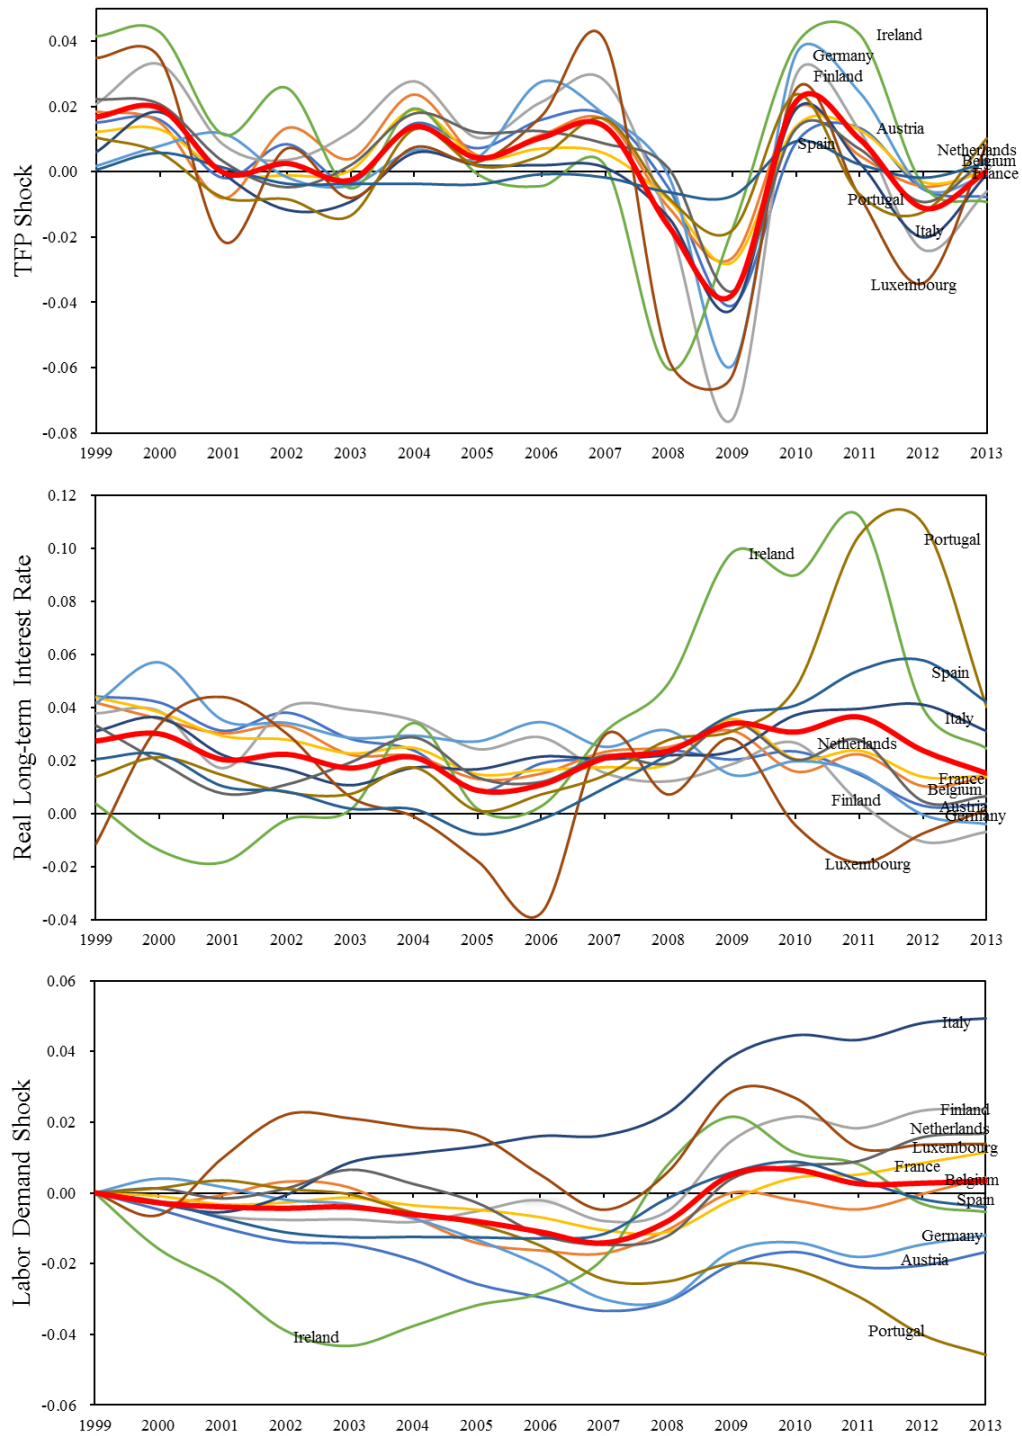 TFP Shock
0.04
0.02
0.00
-0.02
-0.04
-0.06
-0.08
Ireland
Germany
Finland
Austria
Spain
Netherlands
Belgium
France
Portugal
Italy
Luxembourg
1999 2000 2001 2002 2003 2004 2005 2006 2007 2008 2009 2010 2011 2012 2013
Real Long-term Interest Rate
0.12
0.10
0.08
0.06
0.04
0.02
0.00
-0.02
-0.04
Portugal
Ireland
Spain
Italy
Netherlands
France
Belgium
Finland
Austria
Germany
Luxembourg
1999 2000 2001 2002 2003 2004 2005 2006 2007 2008 2009 2010 2011 2012 2013
Labor Demand Shock
0.06
0.04
0.02
0.00
-0.02
-0.04
-0.06
Italy
Finland
Netherlands
Luxembourg
France
Belgium
Spain
Germany
Austria
Ireland
Portugal
1999 2000 2001 2002 2003 2004 2005 2006 2007 2008 2009 2010 2011 2012 2013